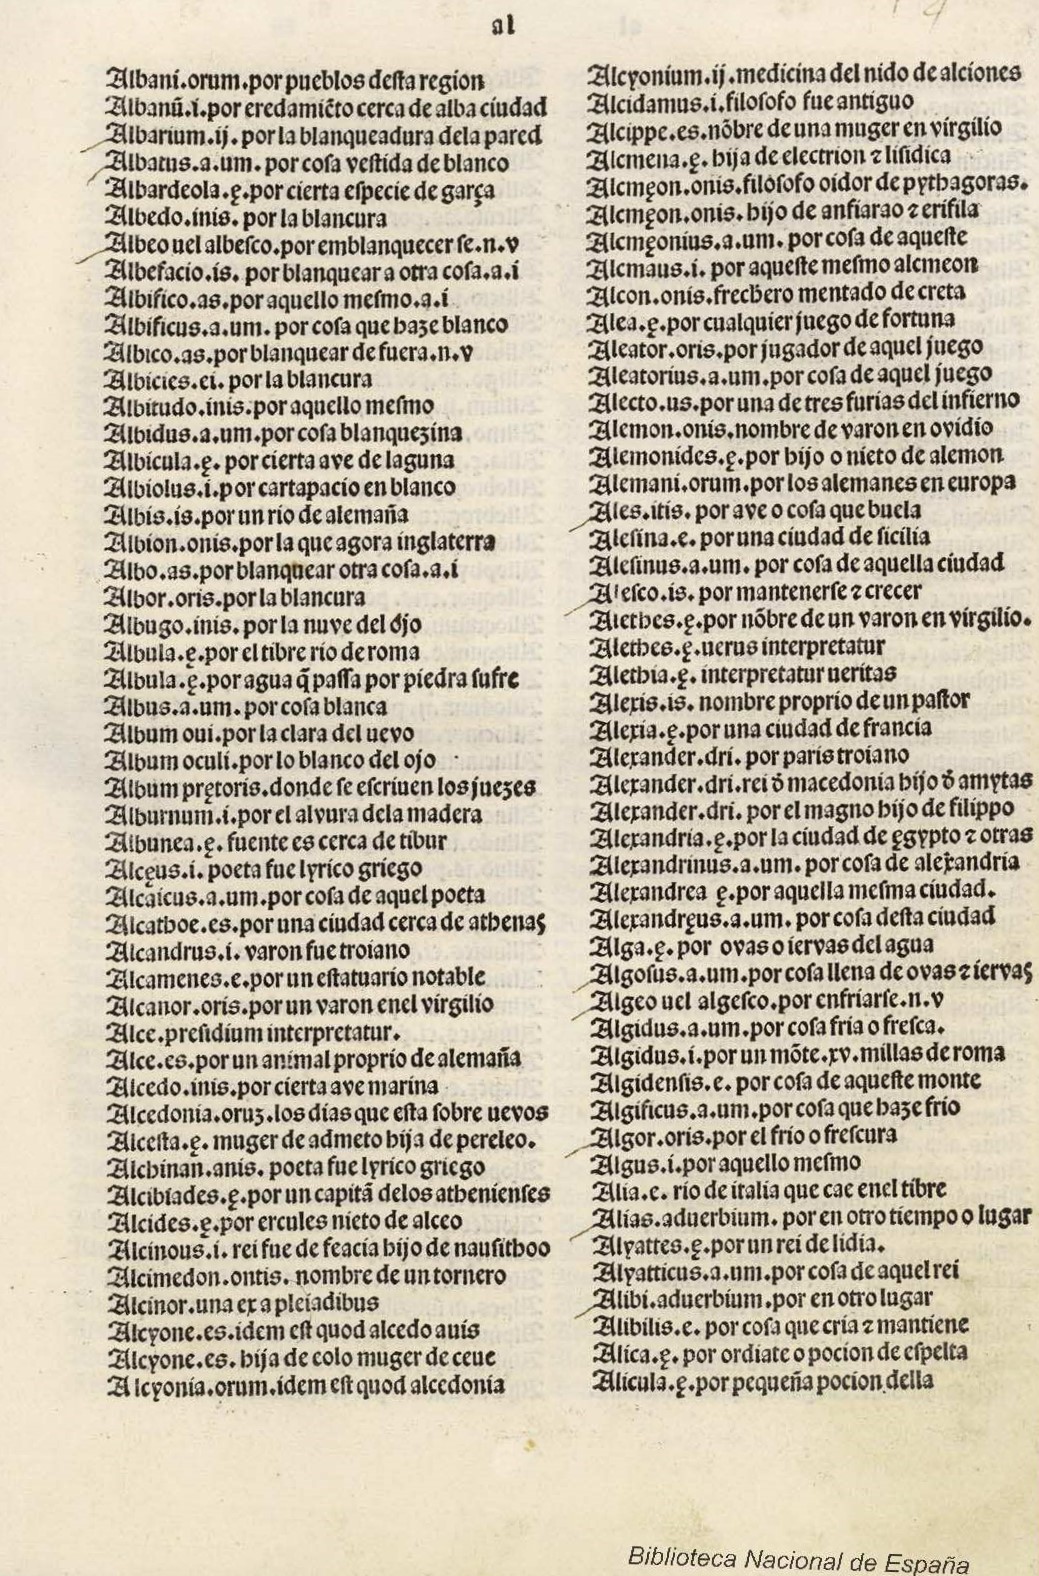 al
Albani.orum.por pueblos desta region
Albanũ.i.por eredamiẽto cerca de alba ciudad
Albarium.ij.por la blanqueadura dela pared
Albatus.a.um. por cosa vestida de blanco
Albardeola.ę.por cierta especie de garça
Albedo.inis. por la blancura
Albeo uel albesco.por emblanquecer se.n.v
Albefacio.is. por blanquear a otra cosa.a.i
Albifico.as.por aquello mesmo.a.i
Albificus.a.um. por cosa que haze blanco
Albico.as.por blanquear de fuera.n.v
Albicies.ei. por la blancura
Albitudo.inis.por aquello mesmo
Albidus.a.um.por cosa blanquezina
Albicula.ę. por cierta ave de laguna
Albiolus.i.por cartapacio en blanco
Albis.is.por un rio de alemaña
Albion.onis.por la que agora inglaterra
Albo.as.por blanquear otra cosa.a.i
Albor.oris.por la blancura
Albugo.inis.por la nuve del ojo
Albula.ę.por el tibre rio de roma
Albula.ę.por agua q̃ passa por piedra sufre
Albus.a.um. por cosa blanca
Album oui.por la clara del uevo
Album oculi.por lo blanco del ojo
Album pretoris.donde se escriuen los juezes
Alburnum.i.por el alvura dela madera
Albunea.ę. fuente es cerca de tibur
Alcęus.i. poeta fue lyrico griego
Alcaicus.a.um.por cosa de aquel poeta
Alcathoe.es.por una ciudad cerca de athenas
Alcandrus.i. varon fue troiano
Alcamenes.e.por un estatuario notable
Alcanor.oris.por un varon enel virgilio
Alce.presidium interpretatur.
Alce.es.por un animal proprio de alemaña
Alcedo.inis.por cierta ave marina
Alcedonia.oruz.los dias que esta sobre uevos
Alcesta.ę. muger de admeto hija de pereleo.
Alchinan.anis. poeta fue lyrico griego
Alcibiades.ę.por un capitã delos athenienses
Alcides.ę.por ercules nieto de alceo
Alcinous.i. rei fue de feacia hijo de nausithoo
Alcimedon.ontis. nombre de un tornero
Alcinor.una ex a pleiadibus
Alcyone.es.idem est quod alcedo auis
Alcyone.es. hija de eolo muger de ceue
Alcyonia.orum.idem est quod alcedonia
Alcyonium.ij.medicina del nido de alciones
Alcidamus.i.filosofo fue antiguo
Alcippe.es.nõbre de una muger en virgilio
Alcmena.ę. hija de electrion ⁊ lisidica
Alcmęon.onis.filosofo oidor de pythagoras.
Alcmęon.onis.hijo de anfiarao ⁊ erifila
Alcmęonius.a.um. por cosa de aqueste
Alcmaus.i. por aqueste mesmo alcmeon
Alcon.onis.frechero mentado de creta
Alea.ę.por cualquier juego de fortuna
Aleator.oris.por jugador de aquel juego
Aleatorius.a.um.por cosa de aquel juego
Alecto.us.por una de tres furias del infierno
Alemon.onis.nombre de varon en ovidio
Alemonides.ę.por hijo o nieto de alemon
Alemani.orum.por los alemanes en europa
Ales.itis. por ave o cosa que buela
Alesina.e. por una ciudad de sicilia
Alesinus.a.um. por cosa de aquella ciudad
Alesco.is. por mantenerse ⁊ crecer
Alethes.ę.por nõbre de un varon en virgilio.
Alethes.ę.uerus interpretatur
Alethia.ę. interpretatur ueritas
Alexis.is. nombre proprio de un pastor
Alexia.ę.por una ciudad de francia
Alexander.dri. por paris troiano
Alexander.dri.rei õ macedonia hijo õ amytas
Alexander.dri. por el magno hijo de filippo
Alexandria.ę.por la ciudad de ęgypto ⁊ otras
Alexandrinus.a.um. por cosa de alexandria
Alexandrea ę.por aquella mesma ciudad.
Alexandręus.a.um. por cosa desta ciudad
Alga.ę. por ovas o iervas del agua
Algosus.a.um.por cosa llena de ovas ⁊ iervas
Algeo uel algesco.por enfriarse.n.v
Algidus.a.um.por cosa fria o fresca.
Algidus.i.por un mõte.xv.millas de roma
Algidensis.e. por cosa de aqueste monte
Algificus.a.um.por cosa que haze frio
Algor.oris.por el frio o frescura
Algus.i.por aquello mesmo
Alia.e. rio de italia que cae enel tibre
Alias.aduerbium. por en otro tiempo o lugar
Alyattes.ę.por un rei de lidia.
Alyatticus.a.um.por cosa de aquel rei
Alibi.aduerbium.por en otro lugar
Alibilis.e. por cosa que cria ⁊ mantiene
Alica.ę. por ordiate o pocion de espelta
Alicula.ę.por pequeña pocion della
Biblioteca Nacional de España